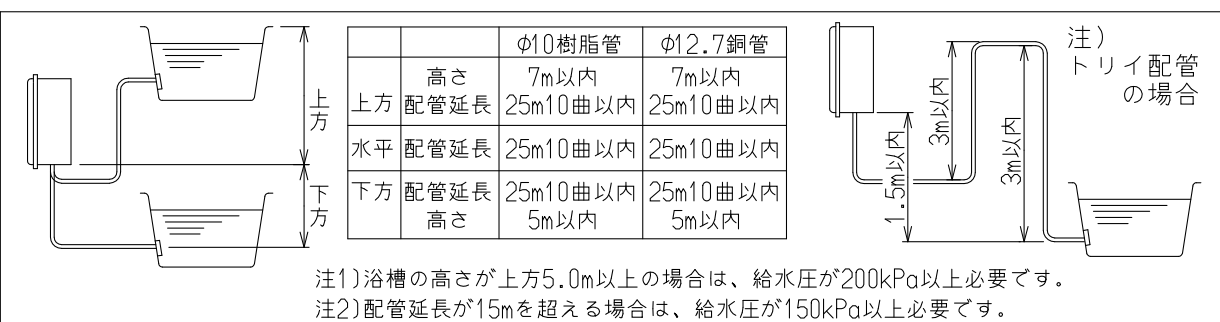 上方
下方
φ10樹脂管 φ12.7銅管
上方 高さ 7m以内 7m以内
配管延長 25m10曲以内 25m10曲以内
水平 配管延長 25m10曲以内 25m10曲以内
下方 配管延長 25m10曲以内 25m10曲以内
高さ 5m以内 5m以内
1.5m以内
3m以内
3m以内
注)
トリイ配管
の場合
注1)浴槽の高さが上方5.0m以上の場合は、給水圧が200kPa以上必要です。
注2)配管延長が15mを超える場合は、給水圧が150kPa以上必要です。